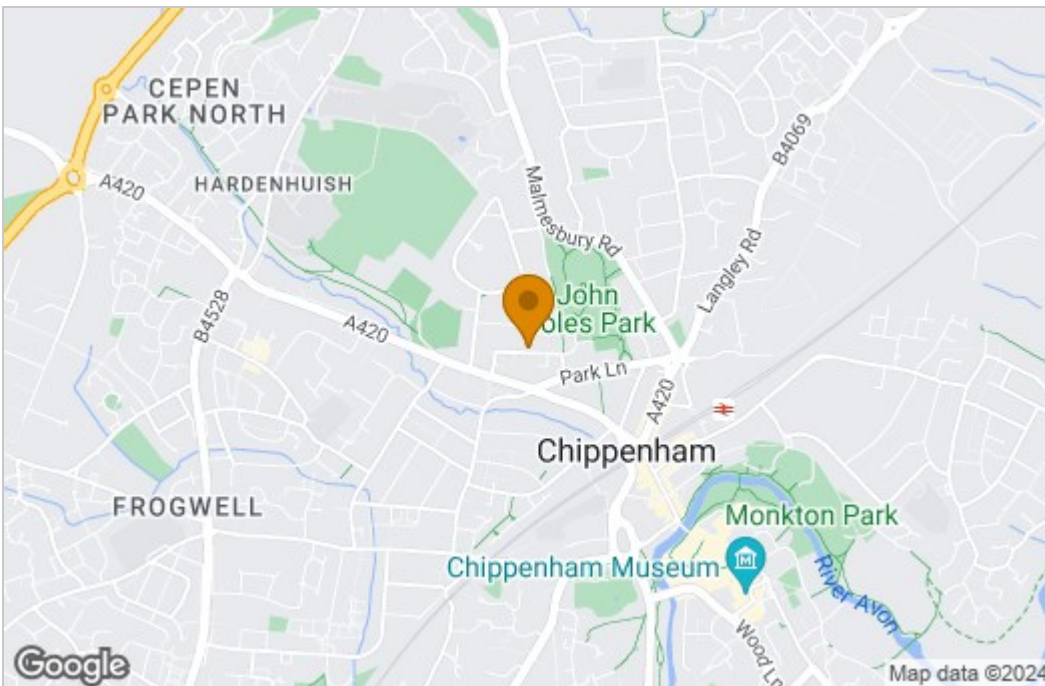 CEPEN
PARK NORTH
HARDENHUISH
A420
B4069
Malmesbury Rd
Langley Rd
B4528
A420
John
oles Park
Park Ln
A420
Chippenham
FROGWELL
Monkton Park
Chippenham Museum
M
River Avon
Wood Ln
Google
Map data ©2024